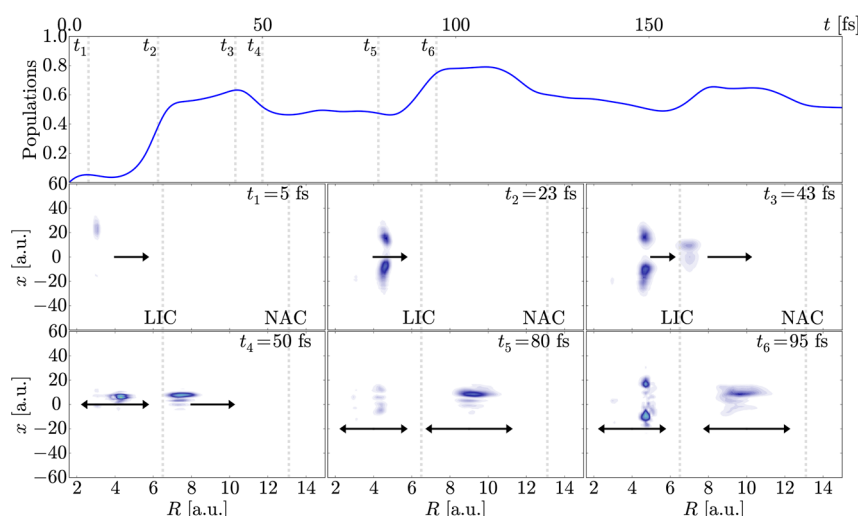 0.0 50 100 150 t [fs]
1.0 t₁ t₂ t₃ t₄ t₅ t₆
0.8
0.6
0.4
0.2
Populations
60 t₁=5 fs t₂=23 fs t₃=43 fs
40
20
0
−20
−40
x [a.u.]
LIC NAC LIC NAC LIC NAC
60 t₄=50 fs t₅=80 fs t₆=95 fs
40
20
0
−20
−40
−60
x [a.u.]
2 4 6 8 10 12 14 2 4 6 8 10 12 14 2 4 6 8 10 12 14
R [a.u.] R [a.u.] R [a.u.]